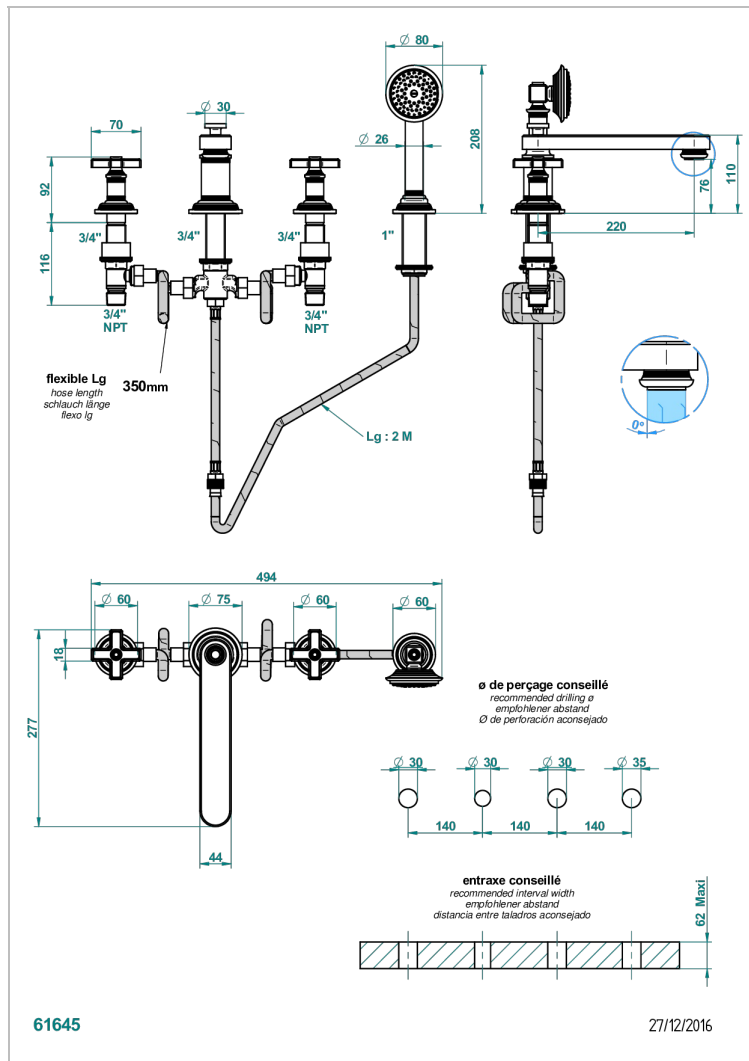 Ø 80
Ø 30
70
Ø 26
208
92
76
110
220
3/4"
3/4"
3/4"
1"
116
3/4"
NPT
3/4"
NPT
flexible Lg
hose length
schlauch länge
flexo lg
350mm
Lg : 2 M
0°
494
Ø 60
Ø 75
Ø 60
Ø 60
18
277
44
ø de perçage conseillé
recommended drilling ø
empfohlener abstand
Ø de perforación aconsejado
Ø 30
Ø 30
Ø 30
Ø 35
140
140
140
entraxe conseillé
recommended interval width
empfohlener abstand
distancia entre taladros aconsejado
62 Maxi
61645
27/12/2016